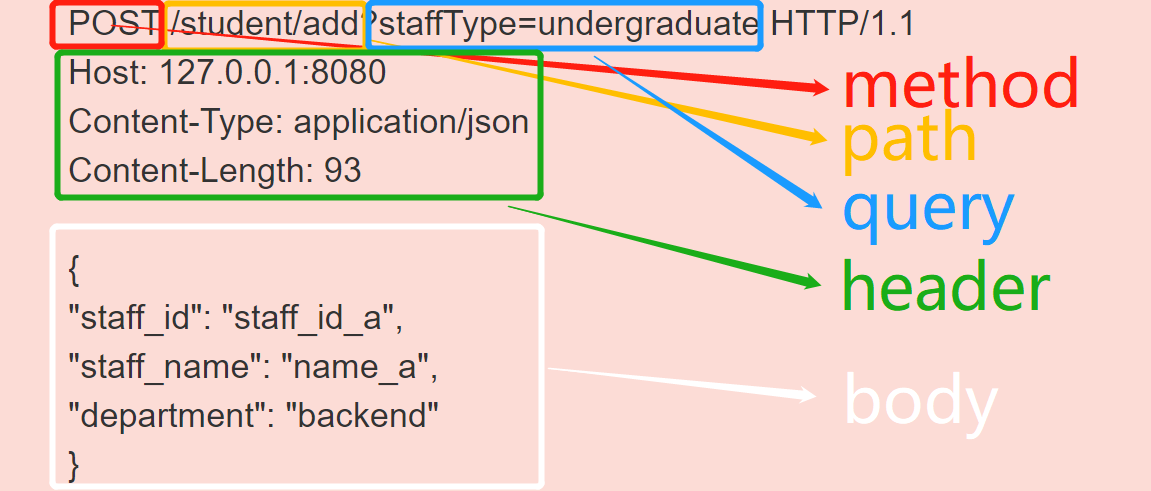 POST /student/add?staffType=undergraduate HTTP/1.1
Host: 127.0.0.1:8080
Content-Type: application/json
Content-Length: 93
{
"staff_id": "staff_id_a",
"staff_name": "name_a",
"department": "backend"
}
method
path
query
header
body